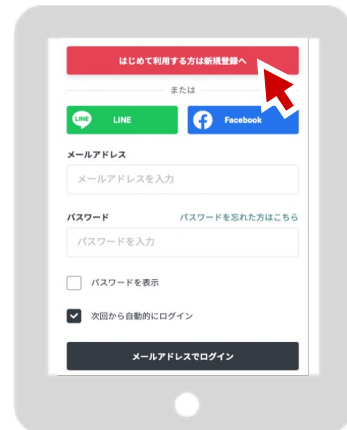 はじめて利用する方は新規登録へ
または
LINE LINE
Facebook
メールアドレス
メールアドレスを入力
パスワード パスワードを忘れた方はこちら
パスワードを入力
パスワードを表示
次回から自動的にログイン
メールアドレスでログイン